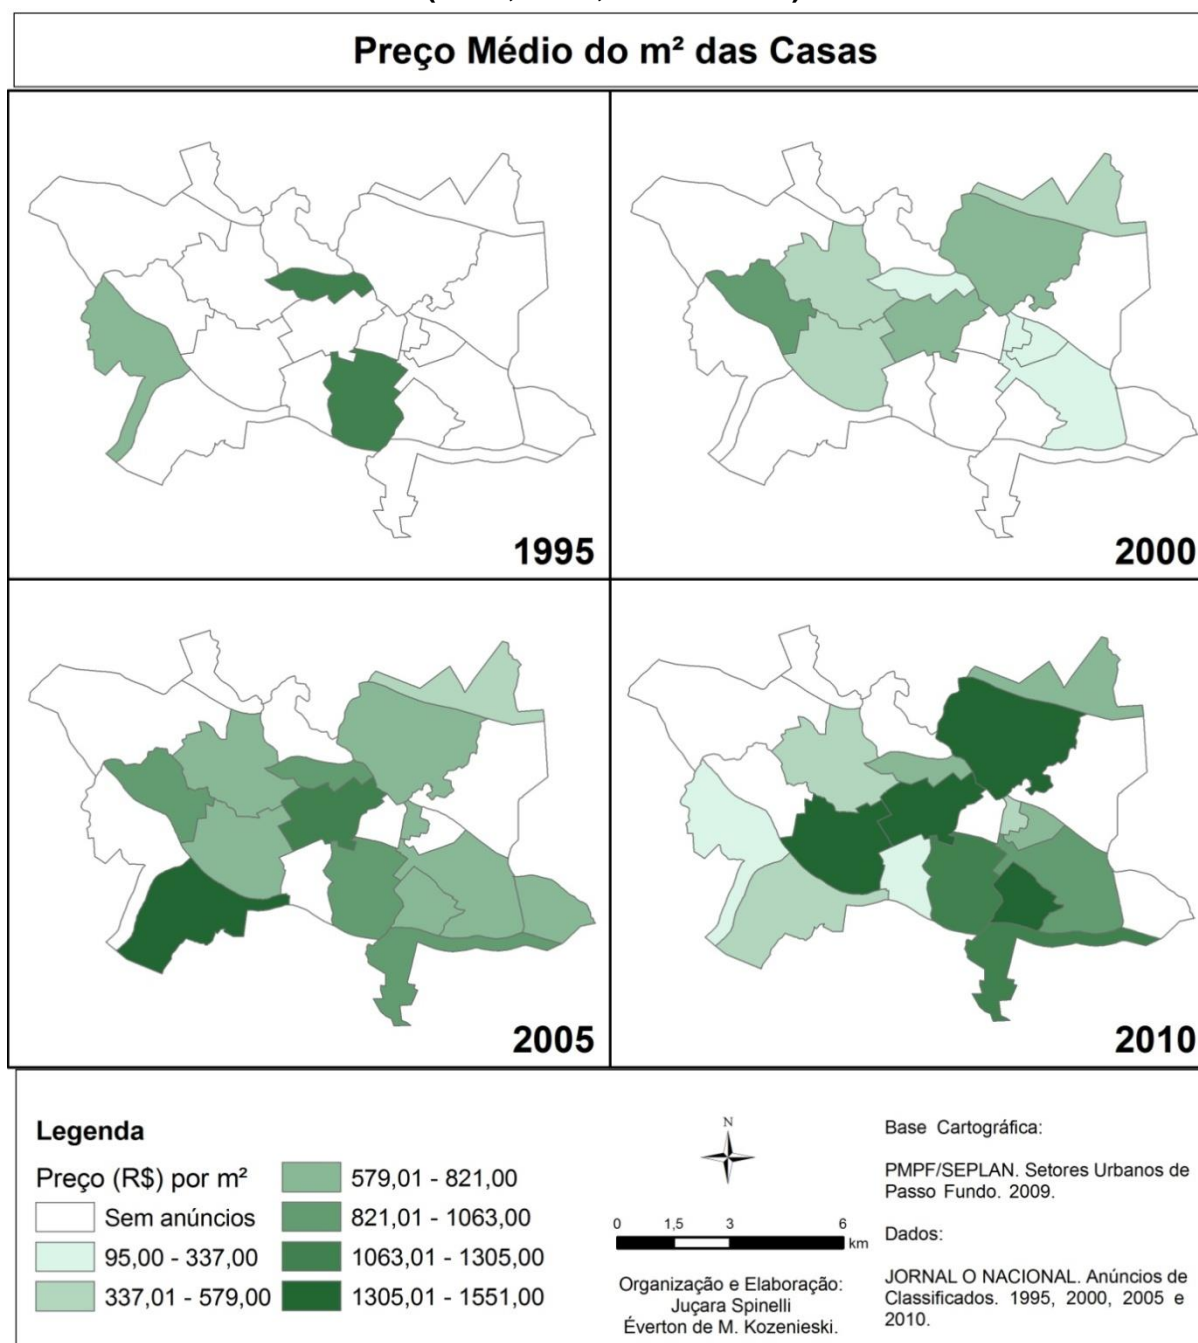 Preço Médio do m² das Casas
1995
2000
2005
2010
Legenda
Preço (R$) por m²
Sem anúncios
95,00 - 337,00
337,01 - 579,00
579,01 - 821,00
821,01 - 1063,00
1063,01 - 1305,00
1305,01 - 1551,00
N
0 1,5 3 6
km
Organização e Elaboração:
Juçara Spinelli
Éverton de M. Kozenieski.
Base Cartográfica:
PMPF/SEPLAN. Setores Urbanos de
Passo Fundo. 2009.
Dados:
JORNAL O NACIONAL. Anúncios de
Classificados. 1995, 2000, 2005 e
2010.